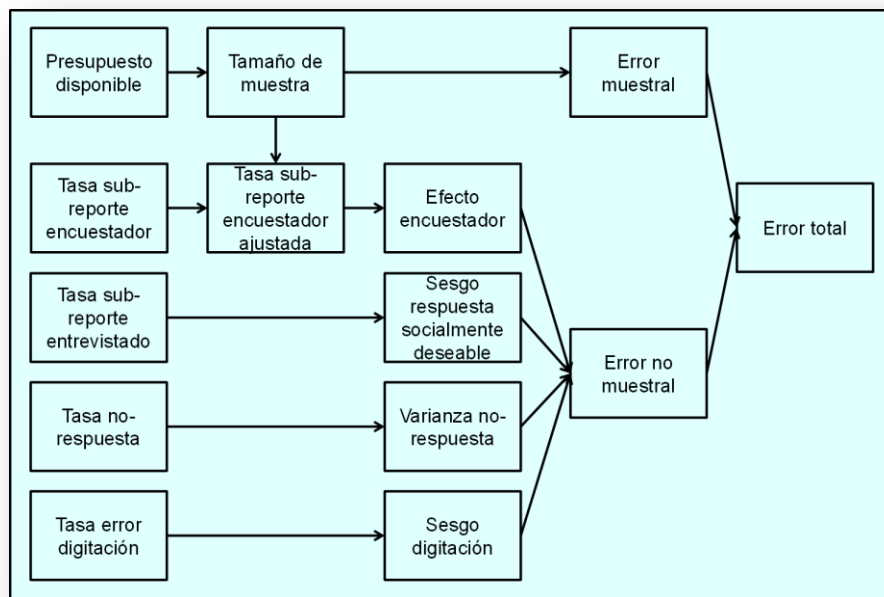 Presupuesto
disponible
Tamaño de
muestra
Error
muestral
Tasa sub-
reporte
encuestador
Tasa sub-
reporte
encuestador
ajustada
Efecto
encuestador
Error total
Tasa sub-
reporte
entrevistado
Sesgo
respuesta
socialmente
deseable
Error no
muestral
Tasa no-
respuesta
Varianza no-
respuesta
Tasa error
digitación
Sesgo
digitación